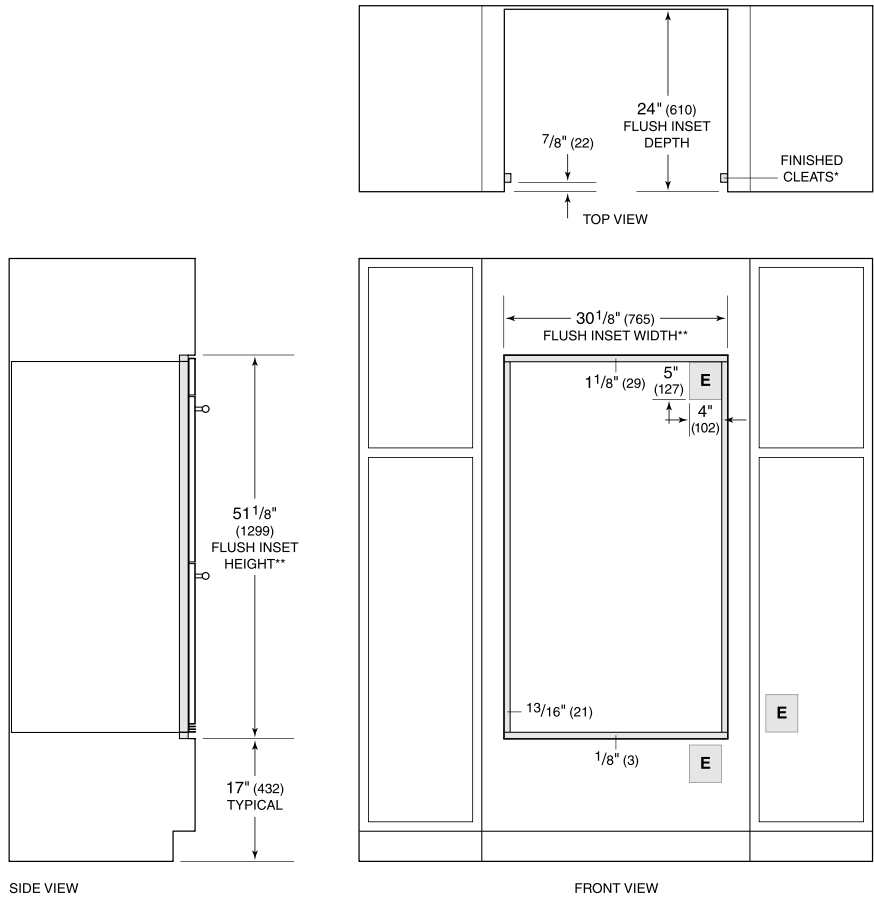 24" (610)
FLUSH INSET
DEPTH
7/8" (22)
FINISHED
CLEATS*
TOP VIEW
30 1/8" (765)
FLUSH INSET WIDTH**
1 1/8" (29)
5"
(127)
E
4"
(102)
51 1/8"
(1299)
FLUSH INSET
HEIGHT**
13/16" (21)
E
1/8" (3)
E
17" (432)
TYPICAL
SIDE VIEW
FRONT VIEW